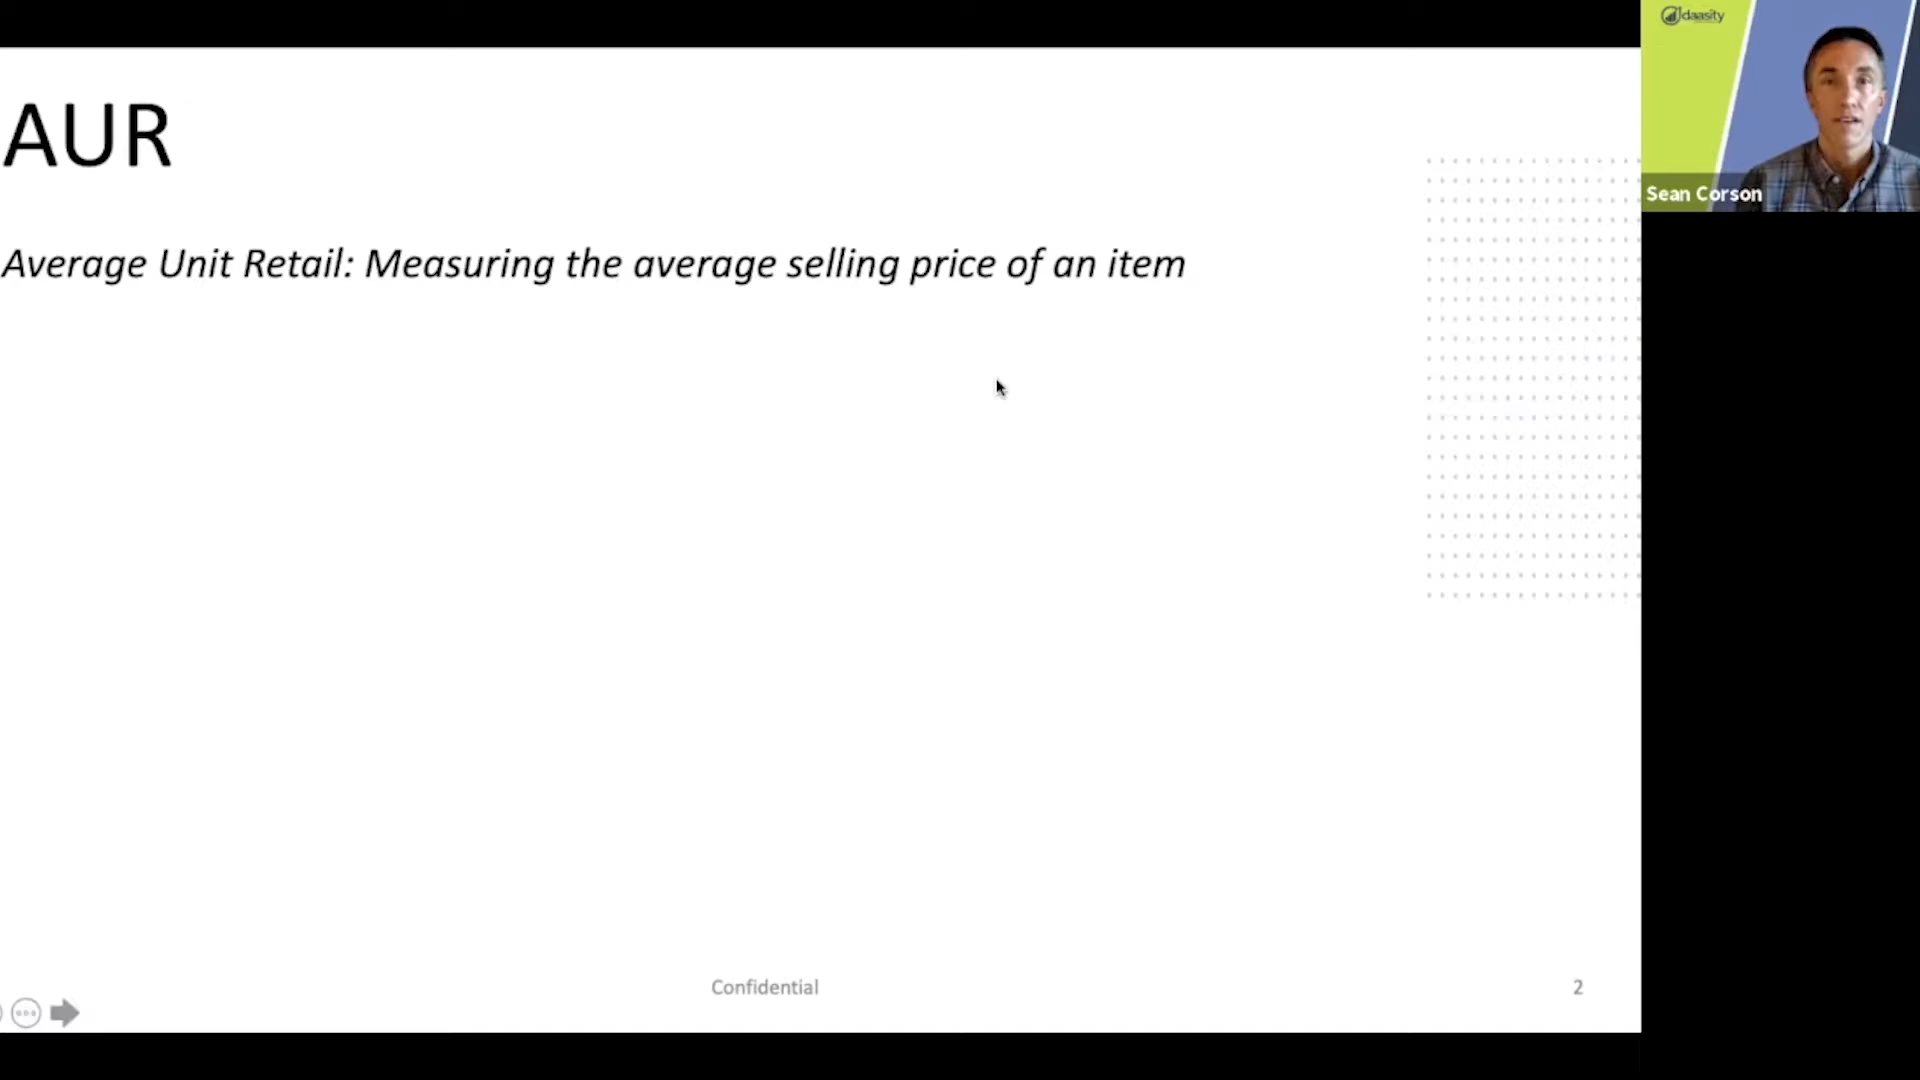 AUR
Average Unit Retail: Measuring the average selling price of an item
Confidential
2
daasity
Sean Corson